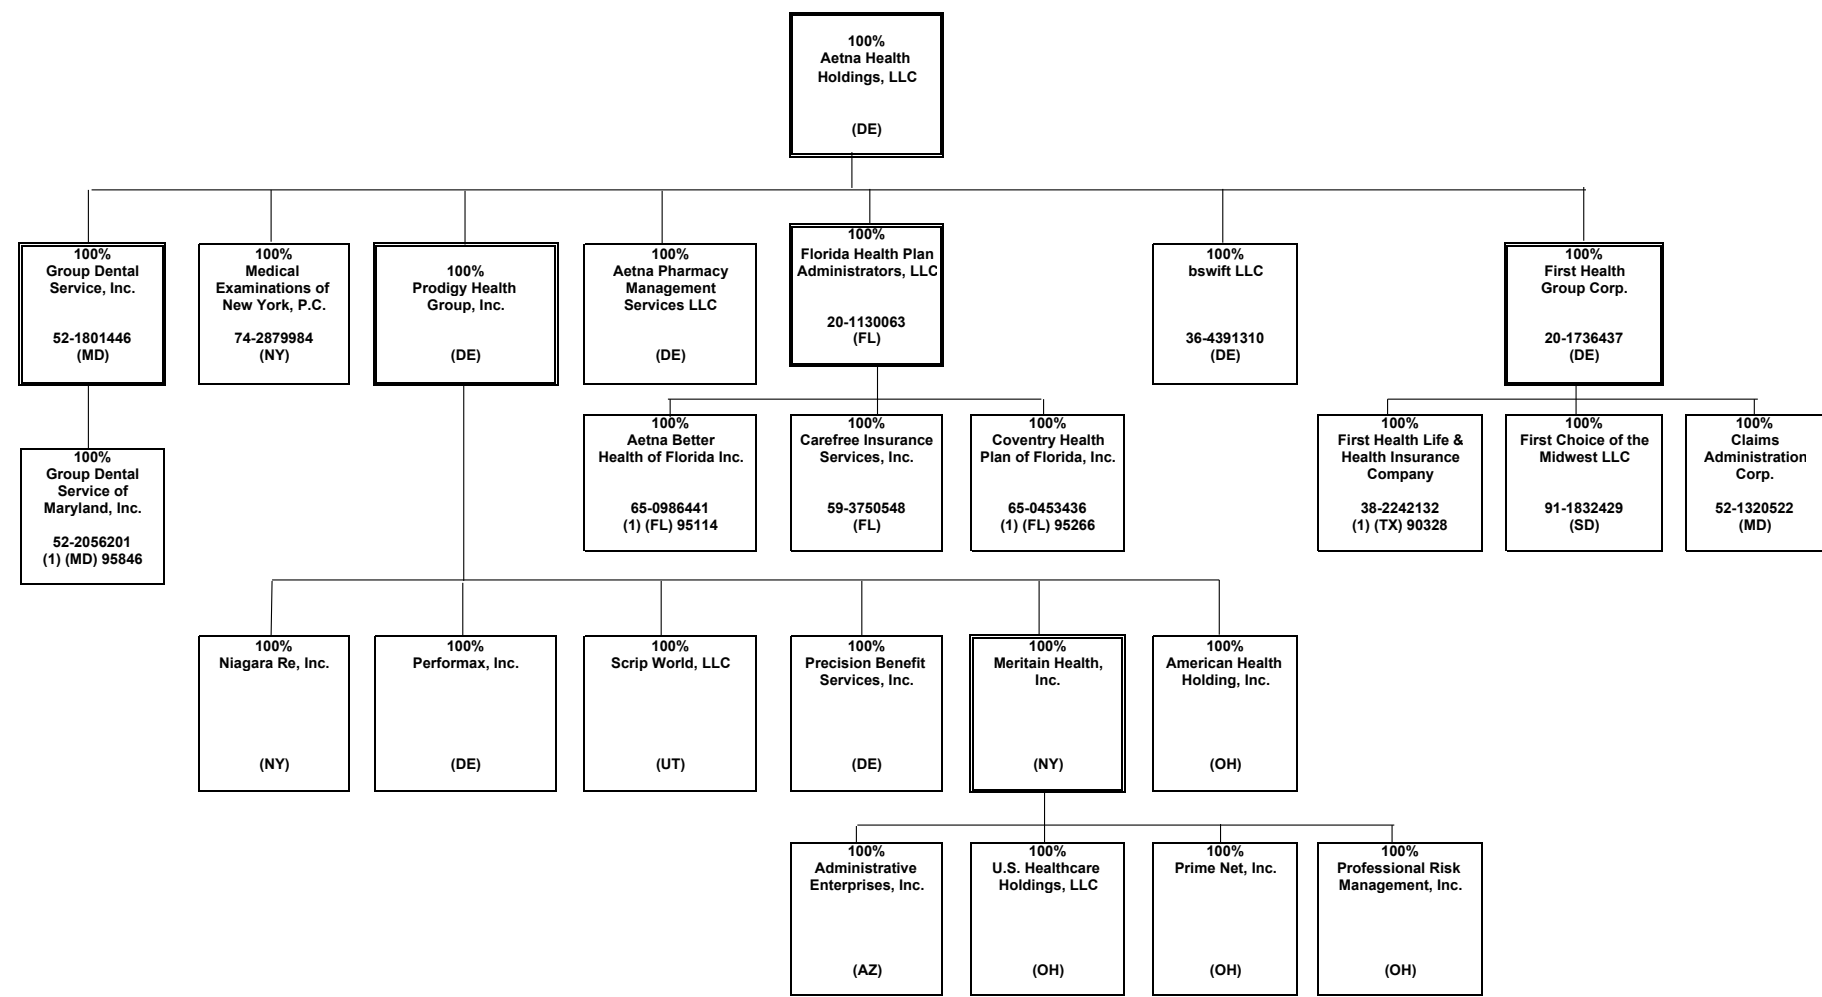 100%
Aetna Health
Holdings, LLC
(DE)
100%
Group Dental
Service, Inc.
52-1801446
(MD)
100%
Medical
Examinations of
New York, P.C.
74-2879984
(NY)
100%
Prodigy Health
Group, Inc.
(DE)
100%
Aetna Pharmacy
Management
Services LLC
(DE)
100%
Florida Health Plan
Administrators, LLC
20-1130063
(FL)
100%
bswift LLC
36-4391310
(DE)
100%
First Health
Group Corp.
20-1736437
(DE)
100%
Group Dental
Service of
Maryland, Inc.
52-2056201
(1) (MD) 95846
100%
Aetna Better
Health of Florida Inc.
65-0986441
(1) (FL) 95114
100%
Carefree Insurance
Services, Inc.
59-3750548
(FL)
100%
Coventry Health
Plan of Florida, Inc.
65-0453436
(1) (FL) 95266
100%
First Health Life &
Health Insurance
Company
38-2242132
(1) (TX) 90328
100%
First Choice of the
Midwest LLC
91-1832429
(SD)
100%
Claims
Administration
Corp.
52-1320522
(MD)
100%
Niagara Re, Inc.
(NY)
100%
Performax, Inc.
(DE)
100%
Scrip World, LLC
(UT)
100%
Precision Benefit
Services, Inc.
(DE)
100%
Meritain Health,
Inc.
(NY)
100%
American Health
Holding, Inc.
(OH)
100%
Administrative
Enterprises, Inc.
(AZ)
100%
U.S. Healthcare
Holdings, LLC
(OH)
100%
Prime Net, Inc.
(OH)
100%
Professional Risk
Management, Inc.
(OH)